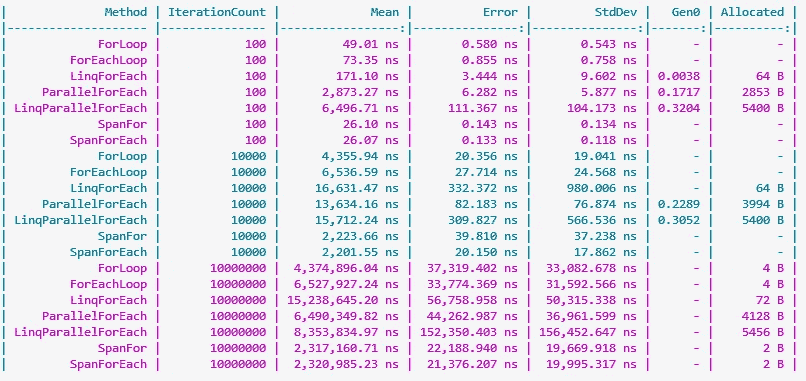 | Method | IterationCount | Mean | Error | StdDev | Gen0 | Allocated |
|------------------- |--------------- |----------------:|---------------:|---------------:|-------:|----------:|
| ForLoop | 100 | 49.01 ns | 0.580 ns | 0.543 ns | - | - |
| ForEachLoop | 100 | 73.35 ns | 0.855 ns | 0.758 ns | - | - |
| LinqForEach | 100 | 171.10 ns | 3.444 ns | 9.602 ns | 0.0038 | 64 B |
| ParallelForEach | 100 | 2,873.27 ns | 6.282 ns | 5.877 ns | 0.1717 | 2853 B |
| LinqParallelForEach | 100 | 6,496.71 ns | 111.367 ns | 104.173 ns | 0.3204 | 5400 B |
| SpanFor | 100 | 26.10 ns | 0.143 ns | 0.134 ns | - | - |
| SpanForEach | 100 | 26.07 ns | 0.133 ns | 0.118 ns | - | - |
| ForLoop | 10000 | 4,355.94 ns | 20.356 ns | 19.041 ns | - | - |
| ForEachLoop | 10000 | 6,536.59 ns | 27.714 ns | 24.568 ns | - | - |
| LinqForEach | 10000 | 16,631.47 ns | 332.372 ns | 980.006 ns | - | 64 B |
| ParallelForEach | 10000 | 13,634.16 ns | 82.183 ns | 76.874 ns | 0.2289 | 3994 B |
| LinqParallelForEach | 10000 | 15,712.24 ns | 309.827 ns | 566.536 ns | 0.3052 | 5400 B |
| SpanFor | 10000 | 2,223.66 ns | 39.810 ns | 37.238 ns | - | - |
| SpanForEach | 10000 | 2,201.55 ns | 20.150 ns | 17.862 ns | - | - |
| ForLoop | 10000000 | 4,374,896.04 ns | 37,319.402 ns | 33,082.678 ns | - | 4 B |
| ForEachLoop | 10000000 | 6,527,927.24 ns | 33,774.369 ns | 31,592.566 ns | - | 4 B |
| LinqForEach | 10000000 | 15,238,645.20 ns | 56,758.958 ns | 50,315.338 ns | - | 72 B |
| ParallelForEach | 10000000 | 6,490,349.82 ns | 44,262.987 ns | 36,961.599 ns | - | 4128 B |
| LinqParallelForEach | 10000000 | 8,353,834.97 ns | 152,350.403 ns | 156,452.647 ns | - | 5456 B |
| SpanFor | 10000000 | 2,317,160.71 ns | 22,188.940 ns | 19,669.918 ns | - | 2 B |
| SpanForEach | 10000000 | 2,320,985.23 ns | 21,376.207 ns | 19,995.317 ns | - | 2 B |